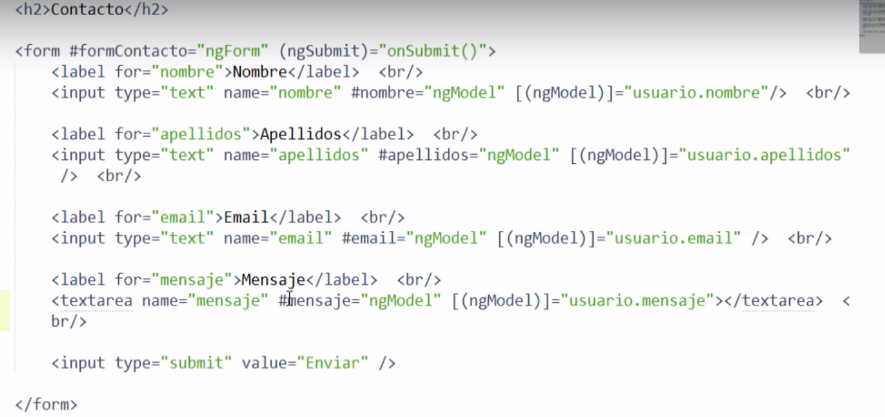 <h2>Contacto</h2>
<form #formContacto="ngForm" (ngSubmit)="onSubmit()">
<label for="nombre">Nombre</label> <br/>
<input type="text" name="nombre" #nombre="ngModel" [(ngModel)]="usuario.nombre"/> <br/>
<label for="apellidos">Apellidos</label> <br/>
<input type="text" name="apellidos" #apellidos="ngModel" [(ngModel)]="usuario.apellidos"
/> <br/>
<label for="email">Email</label> <br/>
<input type="text" name="email" #email="ngModel" [(ngModel)]="usuario.email" /> <br/>
<label for="mensaje">Mensaje</label> <br/>
<textarea name="mensaje" #mensaje="ngModel" [(ngModel)]="usuario.mensaje"></textarea> <
br/>
<input type="submit" value="Enviar" />
</form>